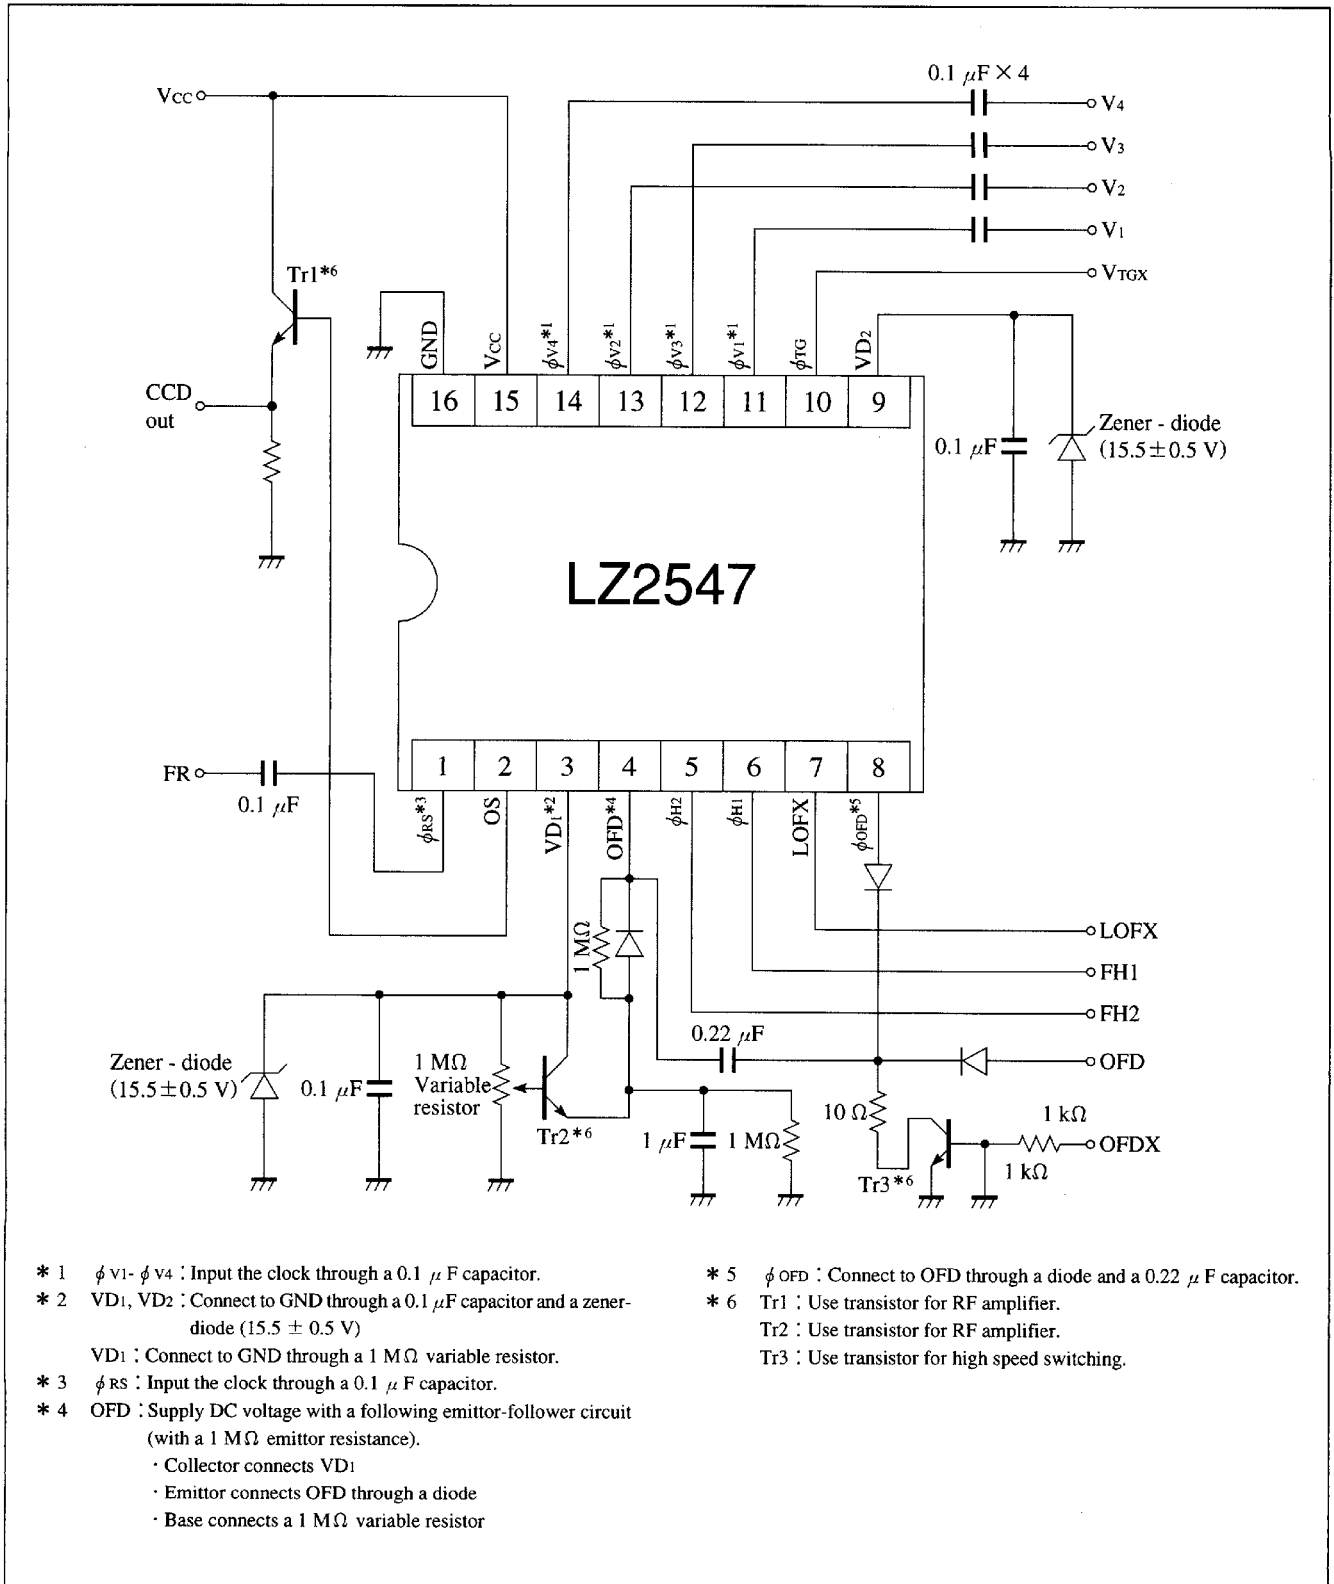 0.1 μF × 4
VCC
V4
V3
V2
V1
VTGX
Tr1*6
GND
VCC
φV4*1
φV2*1
φV3*1
φV1*1
φTG
VD2
16 15 14 13 12 11 10 9
CCD
out
0.1 μF
Zener - diode
(15.5±0.5 V)
LZ2547
FR
0.1 μF
1 2 3 4 5 6 7 8
φRS*3
OS
VD1*2
OFD*4
φH2
φH1
LOFX
φOFD*5
1 MΩ
LOFX
FH1
FH2
0.22 μF
OFD
Zener - diode
(15.5±0.5 V)
0.1 μF
1 MΩ
Variable
resistor
Tr2*6
1 μF
1 MΩ
10 Ω
Tr3*6
1 kΩ
1 kΩ
OFDX
* 1 φV1- φV4 : Input the clock through a 0.1 μ F capacitor.
* 2 VD1, VD2 : Connect to GND through a 0.1 μF capacitor and a zener-
diode (15.5 ± 0.5 V)
VD1 : Connect to GND through a 1 MΩ variable resistor.
* 3 φRS : Input the clock through a 0.1 μ F capacitor.
* 4 OFD : Supply DC voltage with a following emittor-follower circuit
(with a 1 MΩ emittor resistance).
· Collector connects VD1
· Emittor connects OFD through a diode
· Base connects a 1 MΩ variable resistor
* 5 φOFD : Connect to OFD through a diode and a 0.22 μ F capacitor.
* 6 Tr1 : Use transistor for RF amplifier.
Tr2 : Use transistor for RF amplifier.
Tr3 : Use transistor for high speed switching.